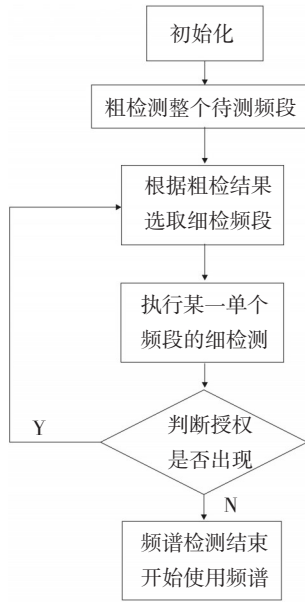 初始化
粗检测整个待测频段
根据粗检结果
选取细检频段
执行某一单个
频段的细检测
判断授权
是否出现
Y
N
频谱检测结束
开始使用频谱